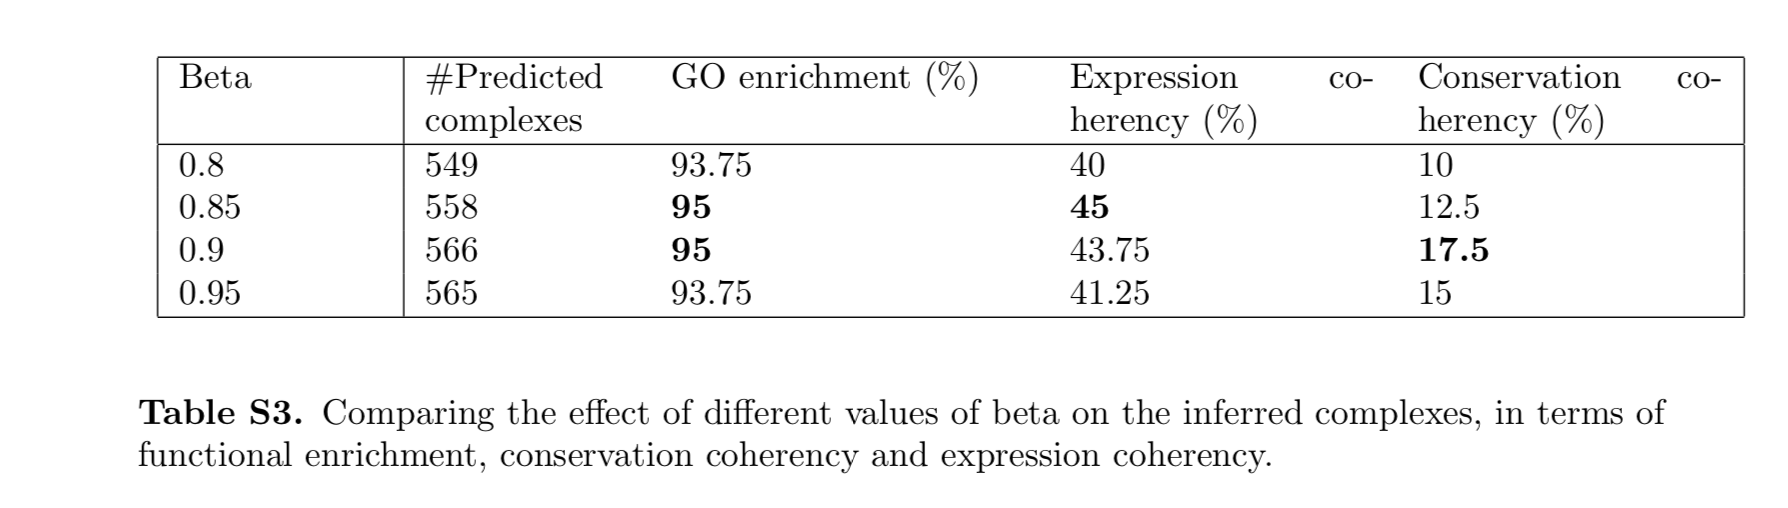 Beta #Predicted GO enrichment (%) Expression co- Conservation co-
complexes herency (%) herency (%)
0.8 549 93.75 40 10
0.85 558 95 45 12.5
0.9 566 95 43.75 17.5
0.95 565 93.75 41.25 15
Table S3. Comparing the effect of different values of beta on the inferred complexes, in terms of
functional enrichment, conservation coherency and expression coherency.